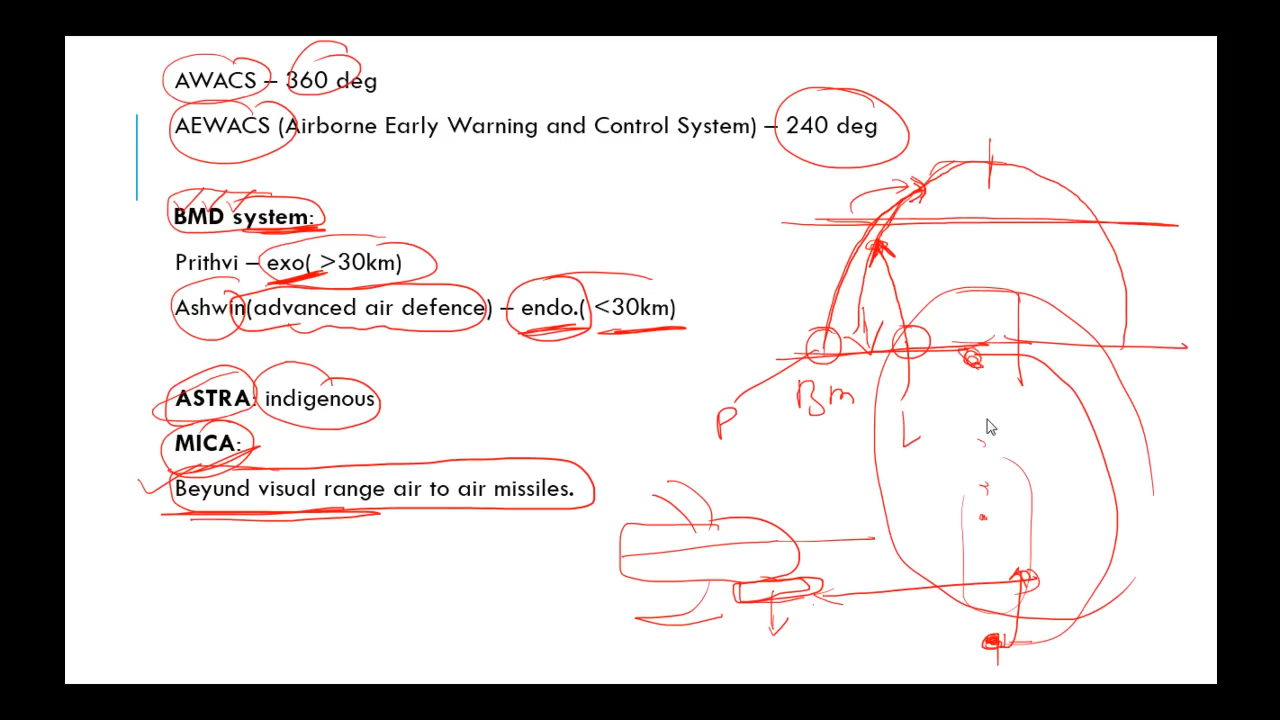 AWACS – 360 deg
AEWACS (Airborne Early Warning and Control System) – 240 deg
BMD system:
Prithvi – exo( >30km)
Ashwin(advanced air defence) – endo.( <30km)
ASTRA: indigenous
MICA:
Beyund visual range air to air missiles.
Bm
P
L